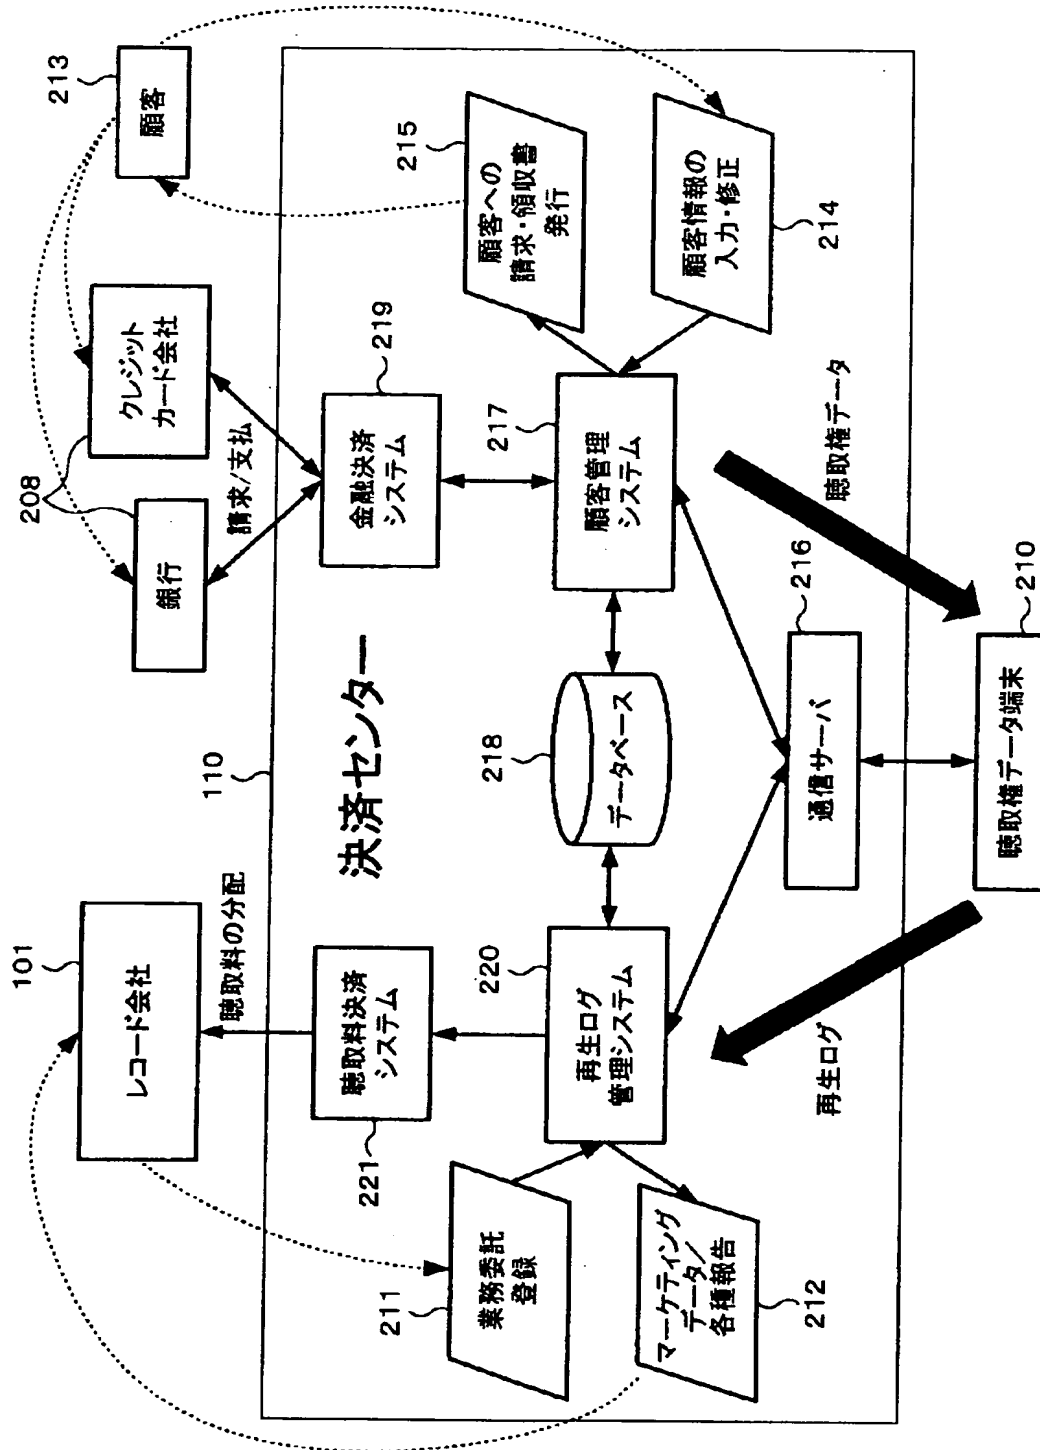 101
レコード会社
聴取料の分配
110
208
銀行
クレジット
カード会社
請求/支払
213
顧客
決済センター
221
聴取料決済
システム
金融決済
システム
219
211
業務委託
登録
215
顧客への
請求・領収書
発行
220
再生ログ
管理システム
218
データベース
217
顧客管理
システム
212
マーケティング
データ/
各種報告
顧客情報の
入力・修正
214
再生ログ
通信サーバ
216
聴取権データ
聴取権データ端末
210